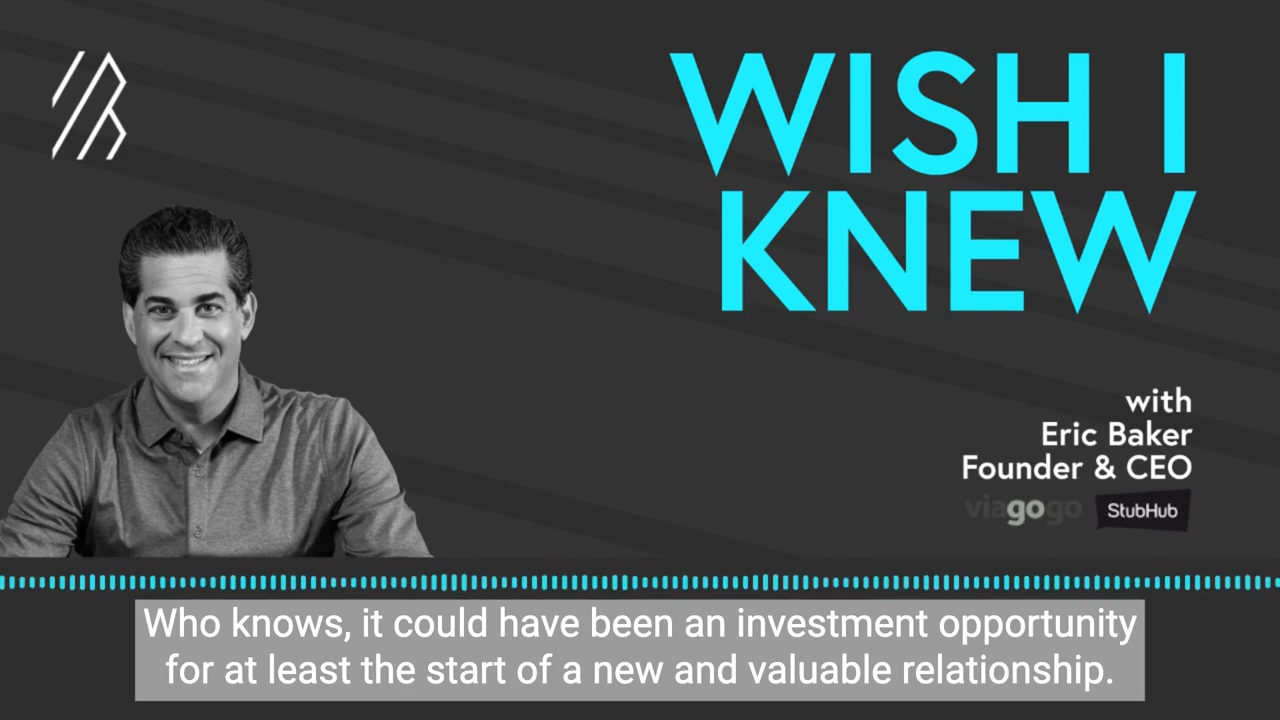 WISH I
KNEW
with
Eric Baker
Founder & CEO
viagogo StubHub
Who knows, it could have been an investment opportunity
for at least the start of a new and valuable relationship.